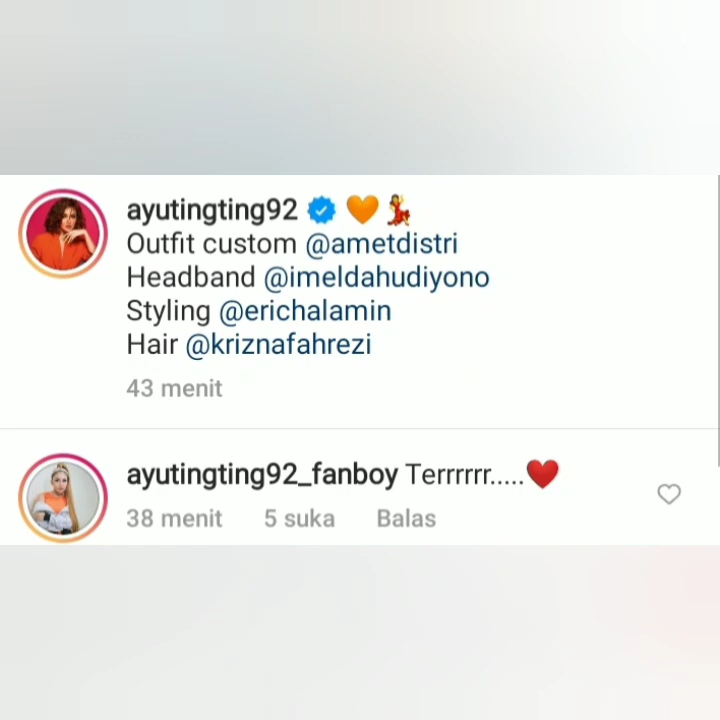 ayutingting92 🧡💃
Outfit custom @ametdistri
Headband @imeldahudiyono
Styling @erichalamin
Hair @kriznafahrezi
43 menit
ayutingting92_fanboy Terrrrrr.....❤️
38 menit 5 suka Balas